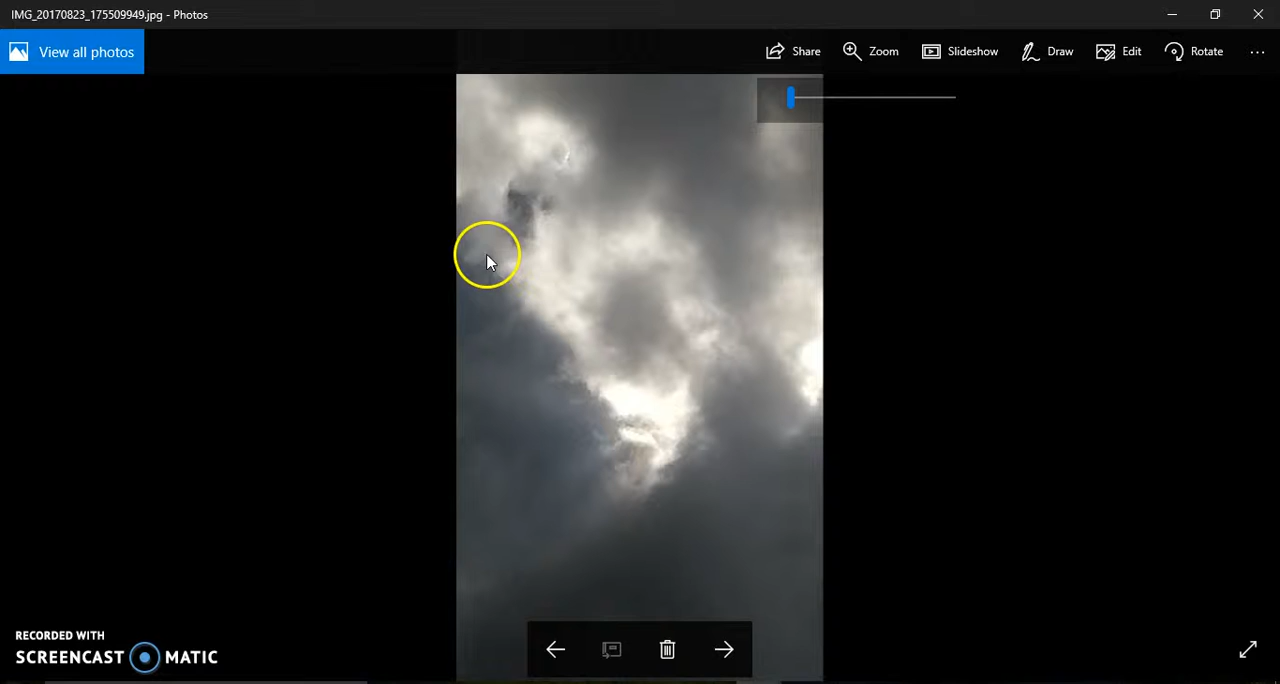 IMG_20170823_175509949.jpg - Photos
View all photos
Share
Zoom
Slideshow
Draw
Edit
Rotate
RECORDED WITH
SCREENCAST MATIC